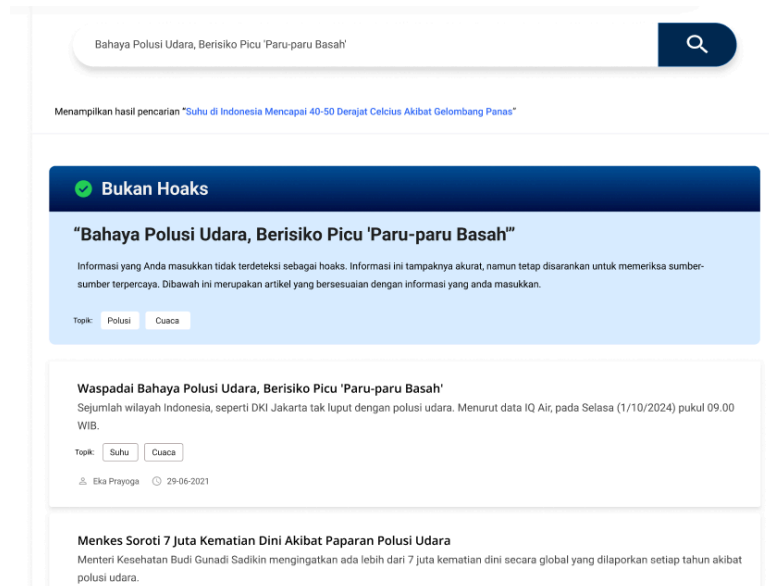 Bahaya Polusi Udara, Berisiko Picu 'Paru-paru Basah'
Menampilkan hasil pencarian "Suhu di Indonesia Mencapai 40-50 Derajat Celcius Akibat Gelombang Panas"
Bukan Hoaks
“Bahaya Polusi Udara, Berisiko Picu 'Paru-paru Basah'”
Informasi yang Anda masukkan tidak terdeteksi sebagai hoaks. Informasi ini tampaknya akurat, namun tetap disarankan untuk memeriksa sumber-
sumber terpercaya. Dibawah ini merupakan artikel yang bersesuaian dengan informasi yang anda masukkan.
Topik: Polusi Cuaca
Waspadai Bahaya Polusi Udara, Berisiko Picu 'Paru-paru Basah'
Sejumlah wilayah Indonesia, seperti DKI Jakarta tak luput dengan polusi udara. Menurut data IQ Air, pada Selasa (1/10/2024) pukul 09.00
WIB.
Topik: Suhu Cuaca
Eka Prayoga 29-06-2021
Menkes Soroti 7 Juta Kematian Dini Akibat Paparan Polusi Udara
Menteri Kesehatan Budi Gunadi Sadikin mengingatkan ada lebih dari 7 juta kematian dini secara global yang dilaporkan setiap tahun akibat
polusi udara.